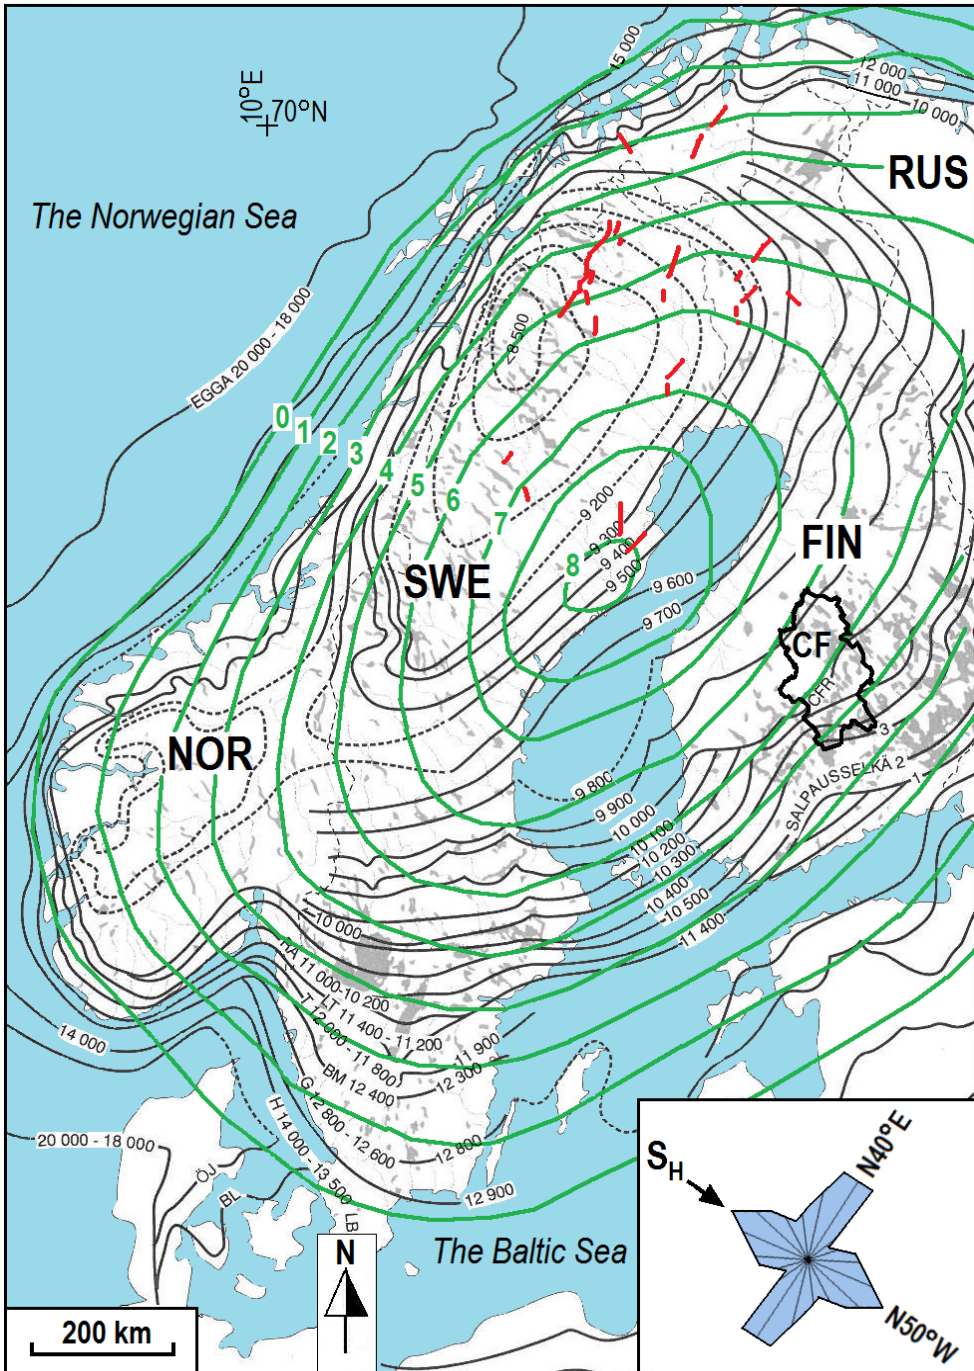 15 000
12 000
11 000
10 000
10°E
70°N
RUS
The Norwegian Sea
EGGA 20 000 - 18 000
<8 500
0
1
2
3
4
5
6
7
8
9 200
9 300
9 400
9 500
9 600
9 700
FIN
SWE
CF
CFR
NOR
3
SALPAUSSELKÄ 2
1
9 800
9 900
10 000
10 100
10 200
10 300
10 400
10 500
11 400
10 000
RA 11 000-10 200
LT 11 400 - 11 200
T 12 000 - 11 800
11 900
BM 12 400
12 300
G 12 800 - 12 600
12 800
H 14 000 - 13 500
12 900
14 000
20 000 - 18 000
ÖJ
BL
LB
The Baltic Sea
N
200 km
SH
N40°E
N50°W